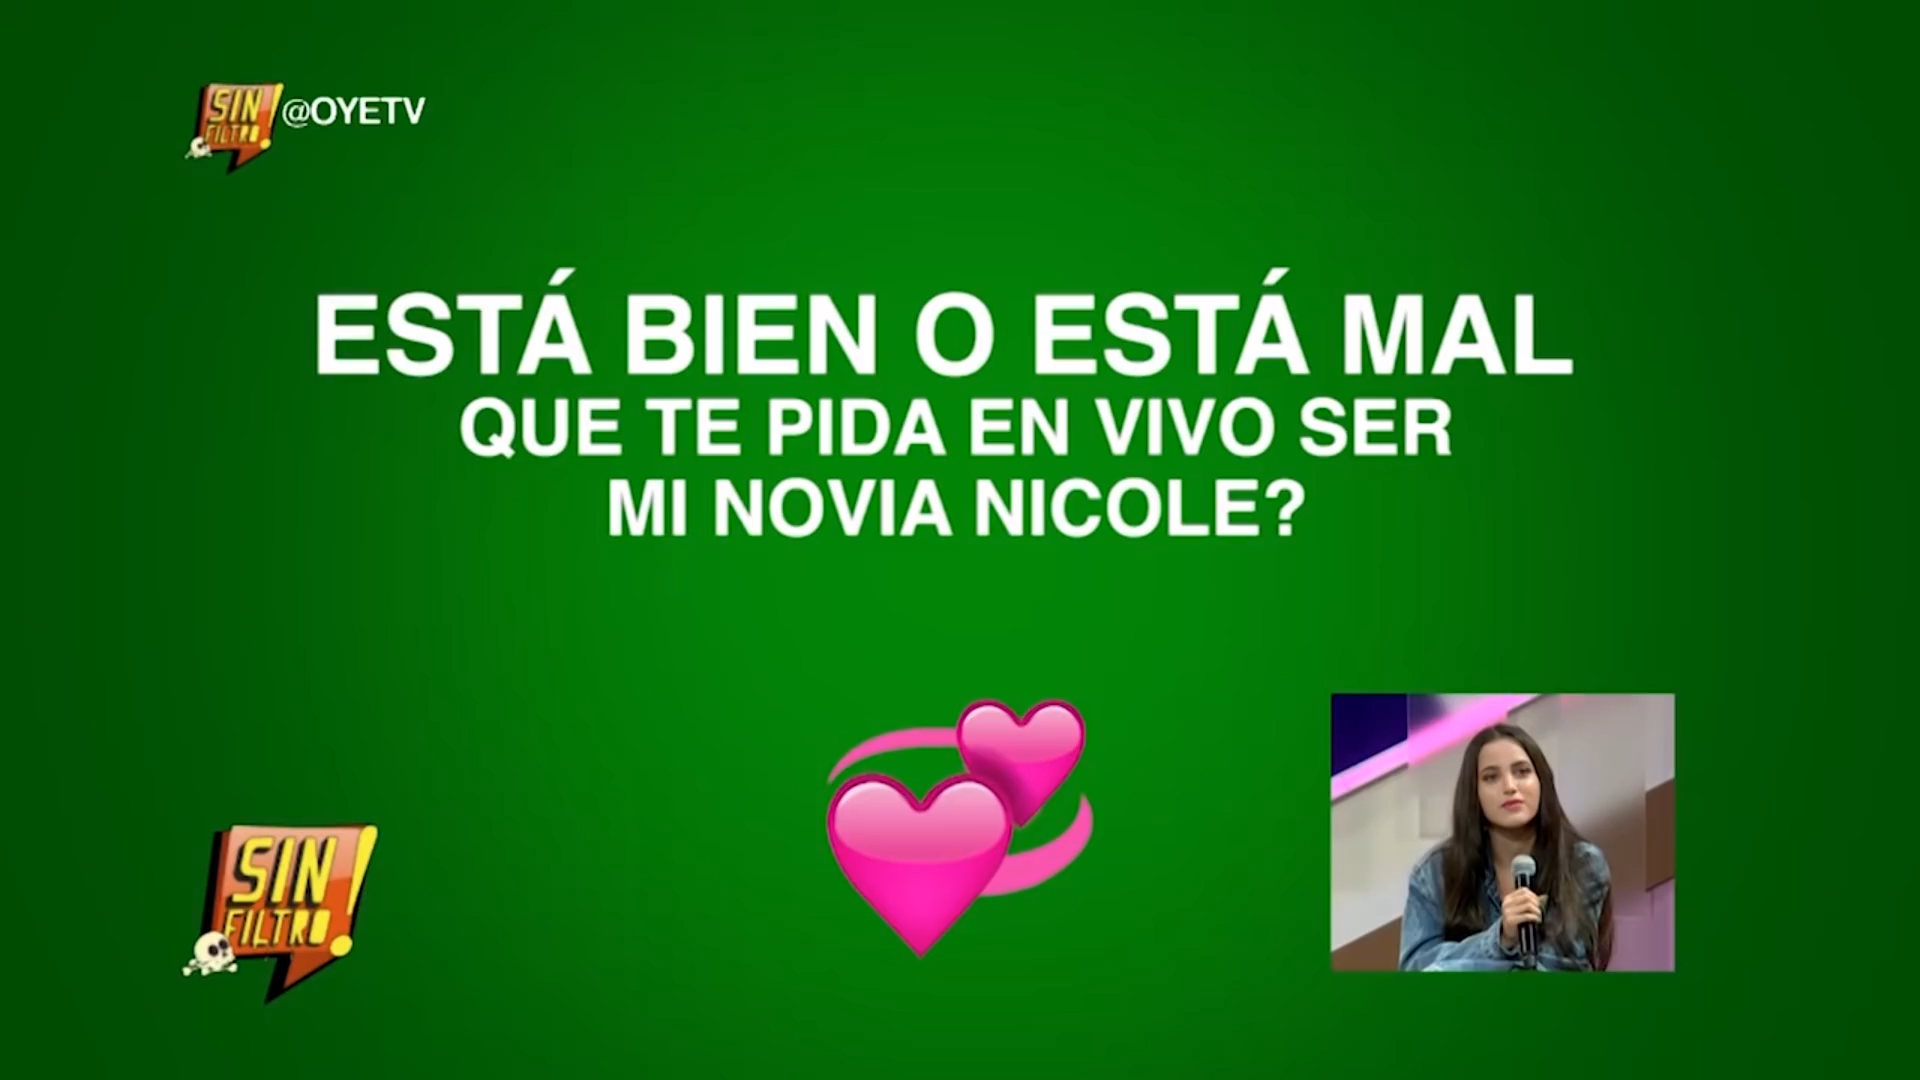 SIN
FILTRO! @OYETV
ESTÁ BIEN O ESTÁ MAL
QUE TE PIDA EN VIVO SER
MI NOVIA NICOLE?
SIN
FILTRO!